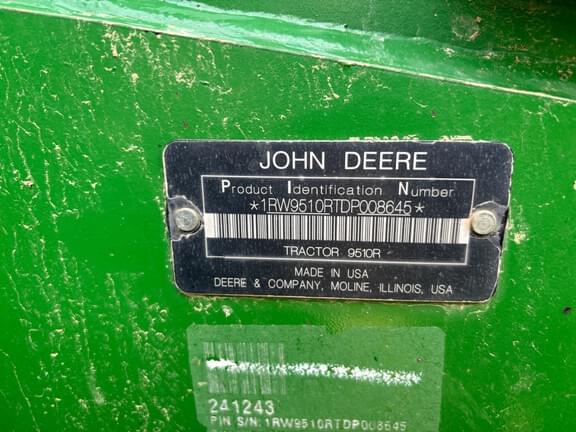 JOHN DEERE
Product Identification Number
*1RW9510RTDP008645*
TRACTOR 9510R
MADE IN USA
DEERE & COMPANY, MOLINE, ILLINOIS, USA
241243
PIN S/N: 1RW9510RTDP008645